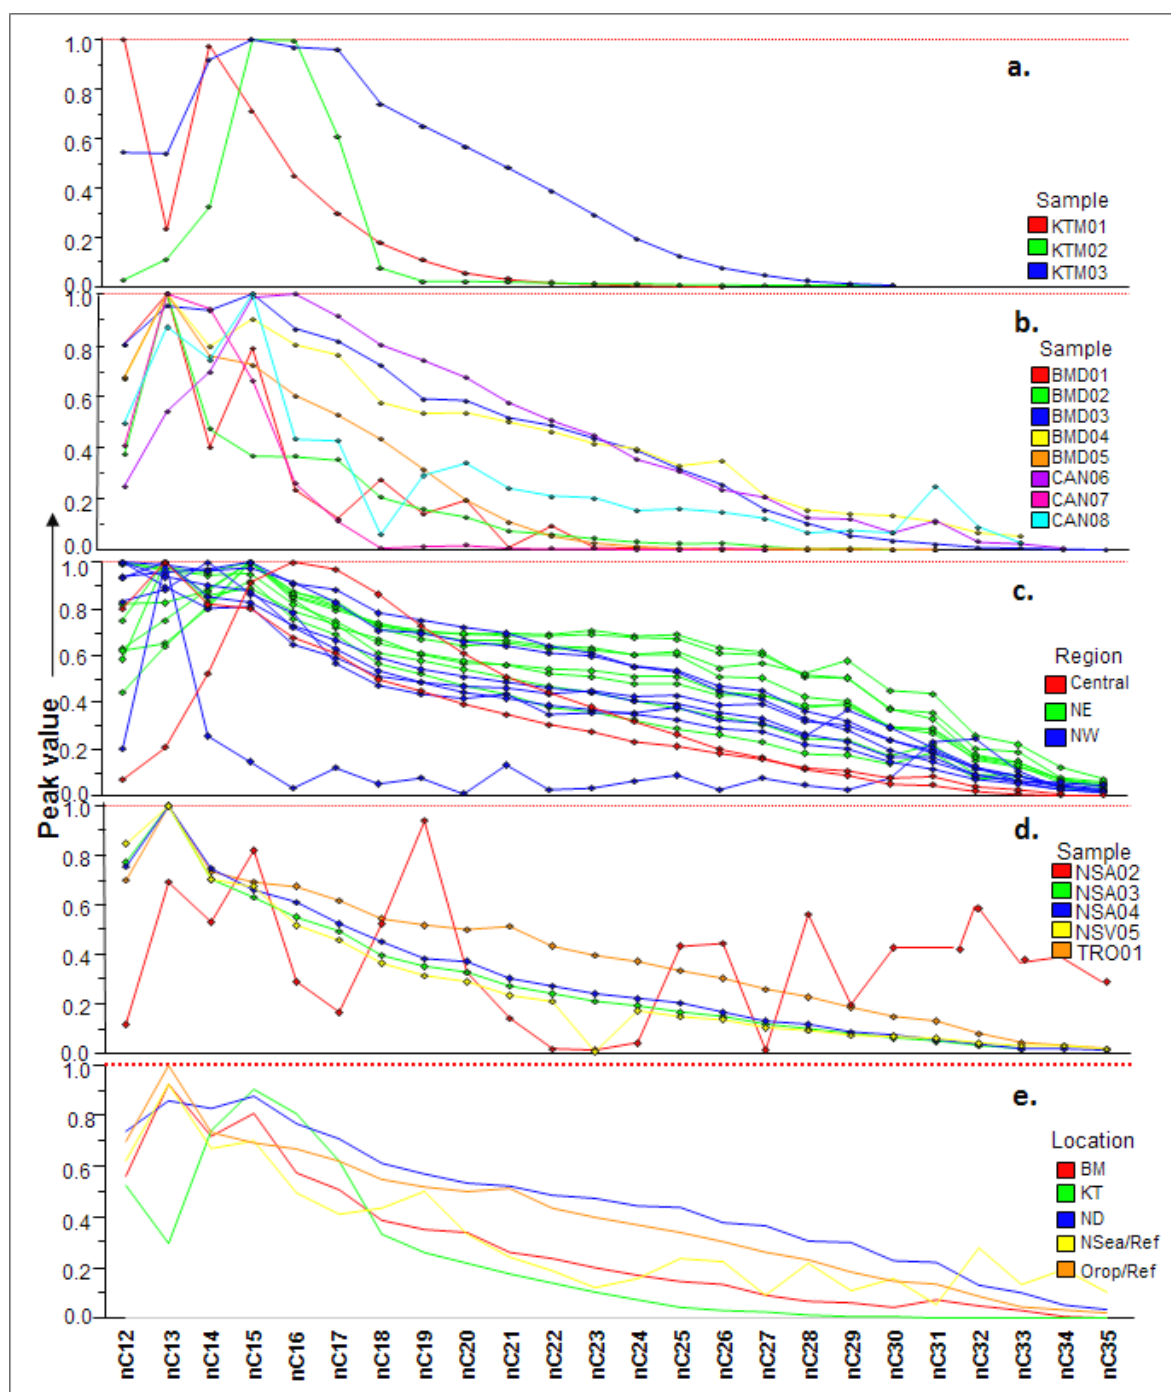 a.
1.0
0.8
0.6
0.4
0.2
0.0
Sample
KTM01
KTM02
KTM03
b.
1.0
0.8
0.6
0.4
0.2
0.0
Sample
BMD01
BMD02
BMD03
BMD04
BMD05
CAN06
CAN07
CAN08
c.
1.0
0.8
0.6
0.4
0.2
0.0
Region
Central
NE
NW
Peak value
d.
1.0
0.8
0.6
0.4
0.2
0.0
Sample
NSA02
NSA03
NSA04
NSV05
TRO01
e.
1.0
0.8
0.6
0.4
0.2
0.0
Location
BM
KT
ND
NSea/Ref
Orop/Ref
nC12 nC13 nC14 nC15 nC16 nC17 nC18 nC19 nC20 nC21 nC22 nC23 nC24 nC25 nC26 nC27 nC28 nC29 nC30 nC31 nC32 nC33 nC34 nC35